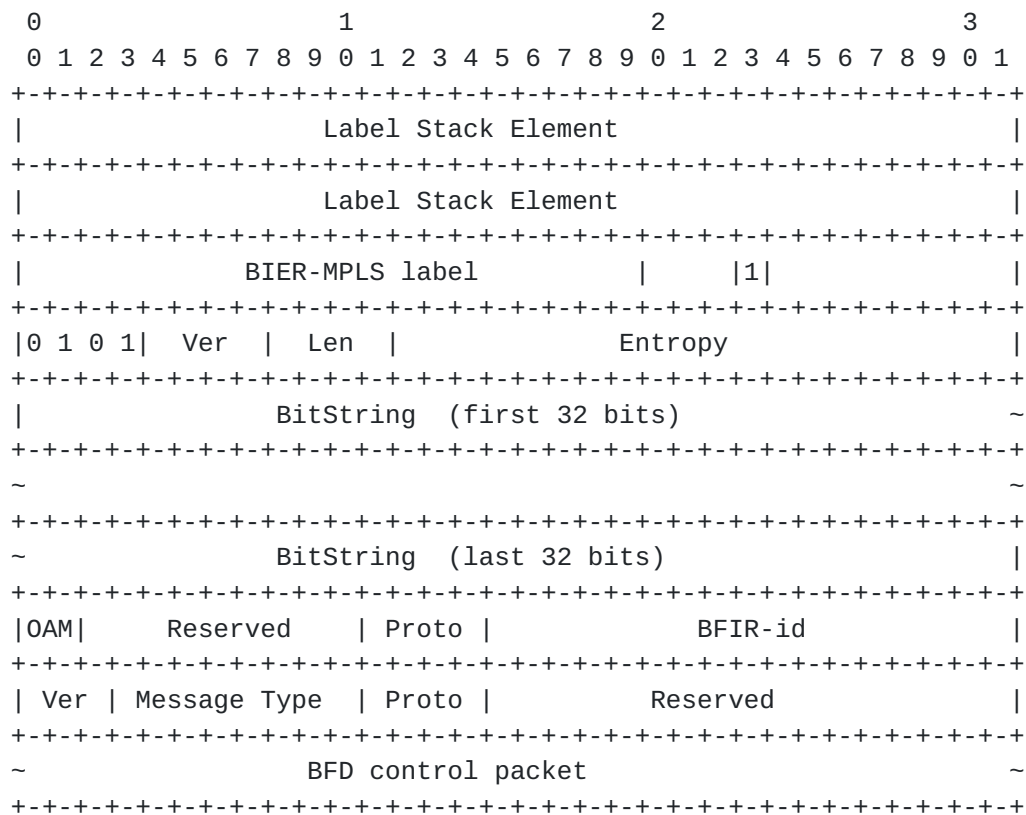 0                   1                   2                   3
 0 1 2 3 4 5 6 7 8 9 0 1 2 3 4 5 6 7 8 9 0 1 2 3 4 5 6 7 8 9 0 1
+-+-+-+-+-+-+-+-+-+-+-+-+-+-+-+-+-+-+-+-+-+-+-+-+-+-+-+-+-+-+-+-+
|                   Label Stack Element                         |
+-+-+-+-+-+-+-+-+-+-+-+-+-+-+-+-+-+-+-+-+-+-+-+-+-+-+-+-+-+-+-+-+
|                   Label Stack Element                         |
+-+-+-+-+-+-+-+-+-+-+-+-+-+-+-+-+-+-+-+-+-+-+-+-+-+-+-+-+-+-+-+-+
|              BIER-MPLS label          |     |1|               |
+-+-+-+-+-+-+-+-+-+-+-+-+-+-+-+-+-+-+-+-+-+-+-+-+-+-+-+-+-+-+-+-+
|0 1 0 1|  Ver  |  Len  |              Entropy                  |
+-+-+-+-+-+-+-+-+-+-+-+-+-+-+-+-+-+-+-+-+-+-+-+-+-+-+-+-+-+-+-+-+
|                BitString  (first 32 bits)                     ~
+-+-+-+-+-+-+-+-+-+-+-+-+-+-+-+-+-+-+-+-+-+-+-+-+-+-+-+-+-+-+-+-+
~                                                               ~
+-+-+-+-+-+-+-+-+-+-+-+-+-+-+-+-+-+-+-+-+-+-+-+-+-+-+-+-+-+-+-+-+
~                BitString  (last 32 bits)                      |
+-+-+-+-+-+-+-+-+-+-+-+-+-+-+-+-+-+-+-+-+-+-+-+-+-+-+-+-+-+-+-+-+
|OAM|     Reserved    | Proto |             BFIR-id             |
+-+-+-+-+-+-+-+-+-+-+-+-+-+-+-+-+-+-+-+-+-+-+-+-+-+-+-+-+-+-+-+-+
| Ver | Message Type  | Proto |          Reserved               |
+-+-+-+-+-+-+-+-+-+-+-+-+-+-+-+-+-+-+-+-+-+-+-+-+-+-+-+-+-+-+-+-+
~                  BFD control packet                           ~
+-+-+-+-+-+-+-+-+-+-+-+-+-+-+-+-+-+-+-+-+-+-+-+-+-+-+-+-+-+-+-+-+